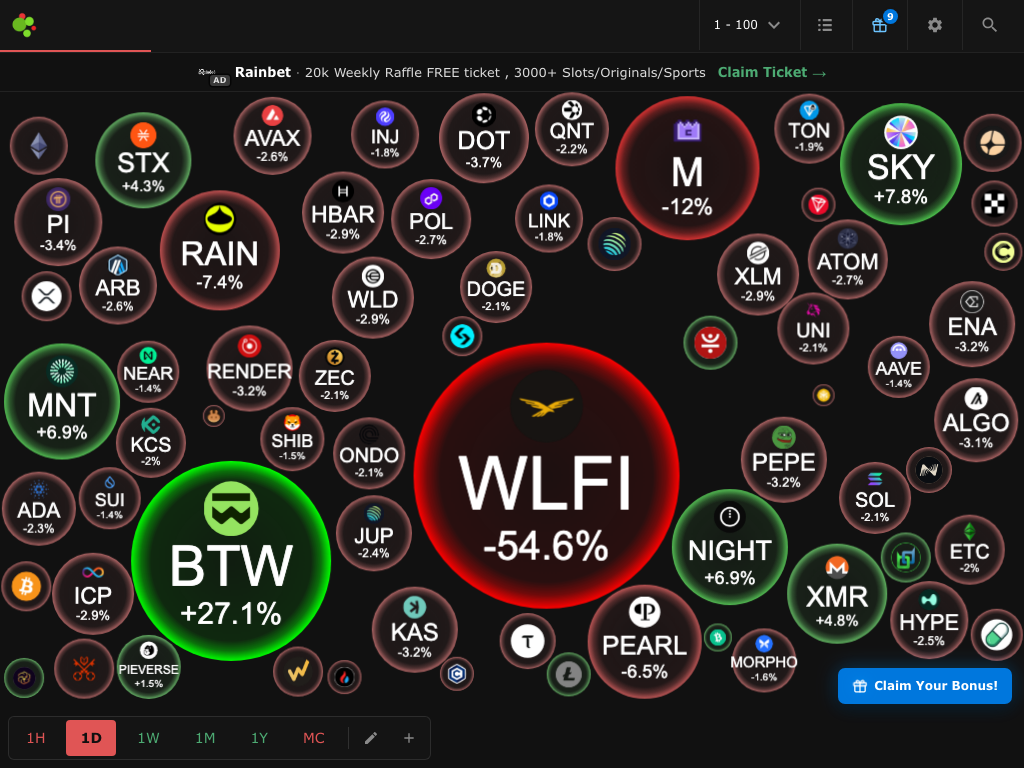 1 - 100
9
AD
Rainbet · 20k Weekly Raffle FREE ticket , 3000+ Slots/Originals/Sports Claim Ticket →
STX
+4.3%
AVAX
-2.6%
INJ
-1.8%
DOT
-3.7%
QNT
-2.2%
M
-12%
TON
-1.9%
SKY
+7.8%
PI
-3.4%
RAIN
-7.4%
HBAR
-2.9%
POL
-2.7%
LINK
-1.8%
ARB
-2.6%
WLD
-2.9%
DOGE
-2.1%
XLM
-2.9%
ATOM
-2.7%
UNI
-2.1%
ENA
-3.2%
MNT
+6.9%
NEAR
-1.4%
RENDER
-3.2%
ZEC
-2.1%
AAVE
-1.4%
KCS
-2%
SHIB
-1.5%
ONDO
-2.1%
WLFI
-54.6%
PEPE
-3.2%
ALGO
-3.1%
ADA
-2.3%
SUI
-1.4%
BTW
+27.1%
JUP
-2.4%
NIGHT
+6.9%
SOL
-2.1%
ETC
-2%
ICP
-2.9%
XMR
+4.8%
HYPE
-2.5%
KAS
-3.2%
PEARL
-6.5%
MORPHO
-1.6%
PIEVERSE
+1.5%
Claim Your Bonus!
1H 1D 1W 1M 1Y MC +